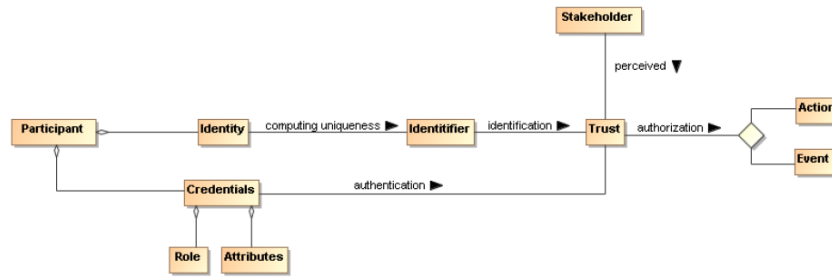 Stakeholder
perceived
Participant
Identity
computing uniqueness
Identitifier
identification
Trust
authorization
Action
Event
Credentials
authentication
Role
Attributes